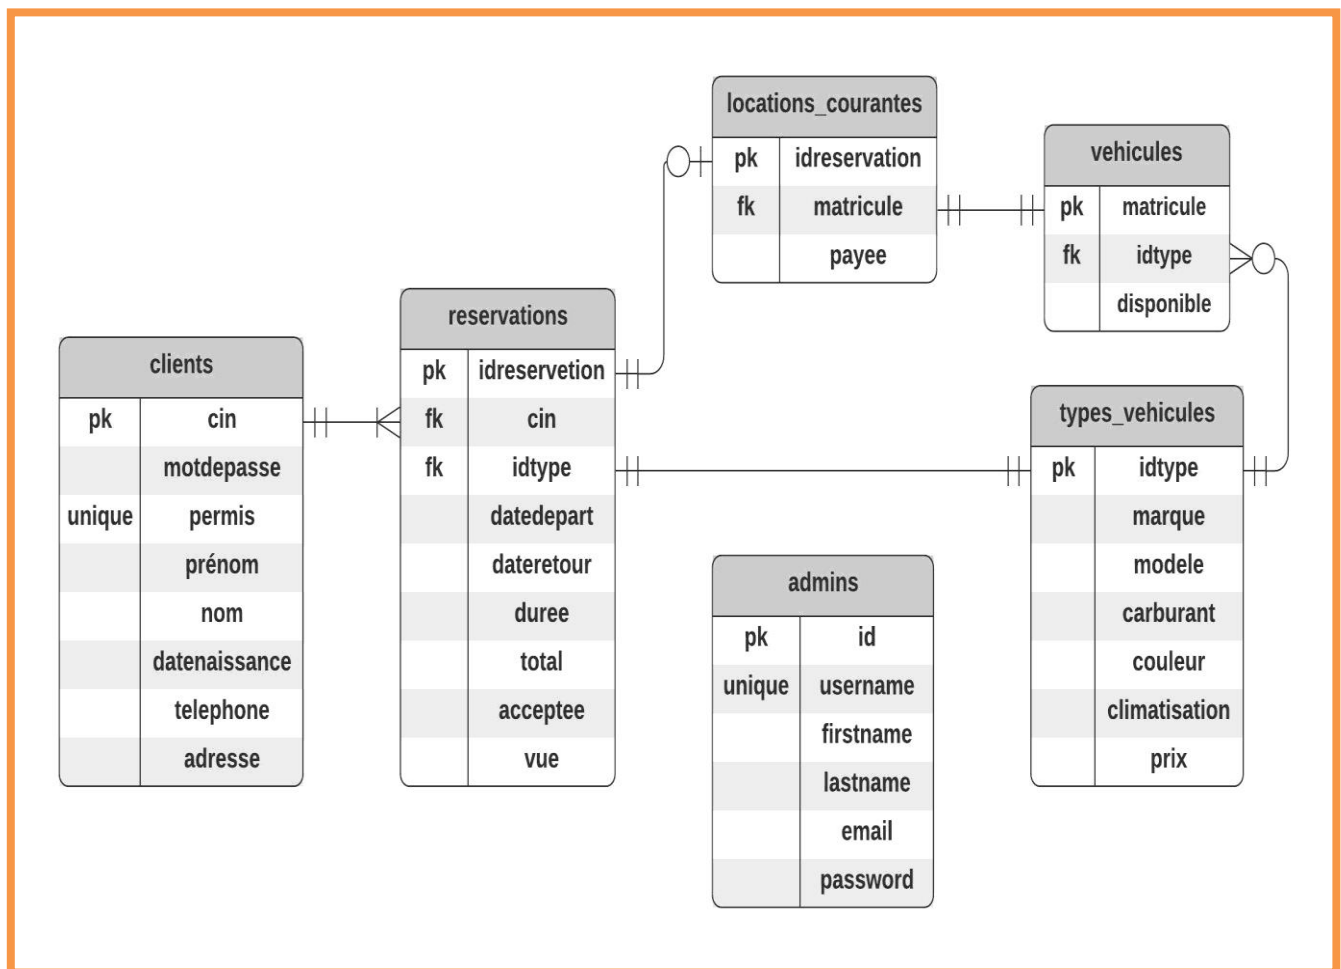 locations_courantes
pk idreservation
fk matricule
payee
vehicules
pk matricule
fk idtype
disponible
reservations
pk idreservetion
fk cin
fk idtype
datedepart
dateretour
duree
total
acceptee
vue
clients
pk cin
motdepasse
unique permis
prénom
nom
datenaissance
telephone
adresse
types_vehicules
pk idtype
marque
modele
carburant
couleur
climatisation
prix
admins
pk id
unique username
firstname
lastname
email
password